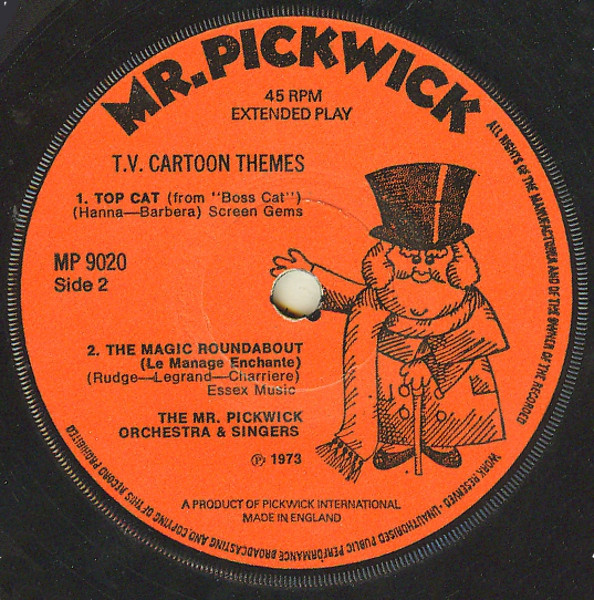 MR. PICKWICK
45 RPM
EXTENDED PLAY
T.V. CARTOON THEMES
1. TOP CAT (from "Boss Cat")
(Hanna—Barbera) Screen Gems
MP 9020
Side 2
2. THE MAGIC ROUNDABOUT
(Le Manage Enchante)
(Rudge—Legrand—Charriere)
Essex Music
THE MR. PICKWICK
ORCHESTRA & SINGERS
Ⓟ 1973
A PRODUCT OF PICKWICK INTERNATIONAL
MADE IN ENGLAND
ALL RIGHTS OF THE MANUFACTURER AND OF THE OWNER OF THE RECORDED WORK RESERVED - UNAUTHORISED PUBLIC PERFORMANCE BROADCASTING AND COPYING OF THIS RECORD PROHIBITED